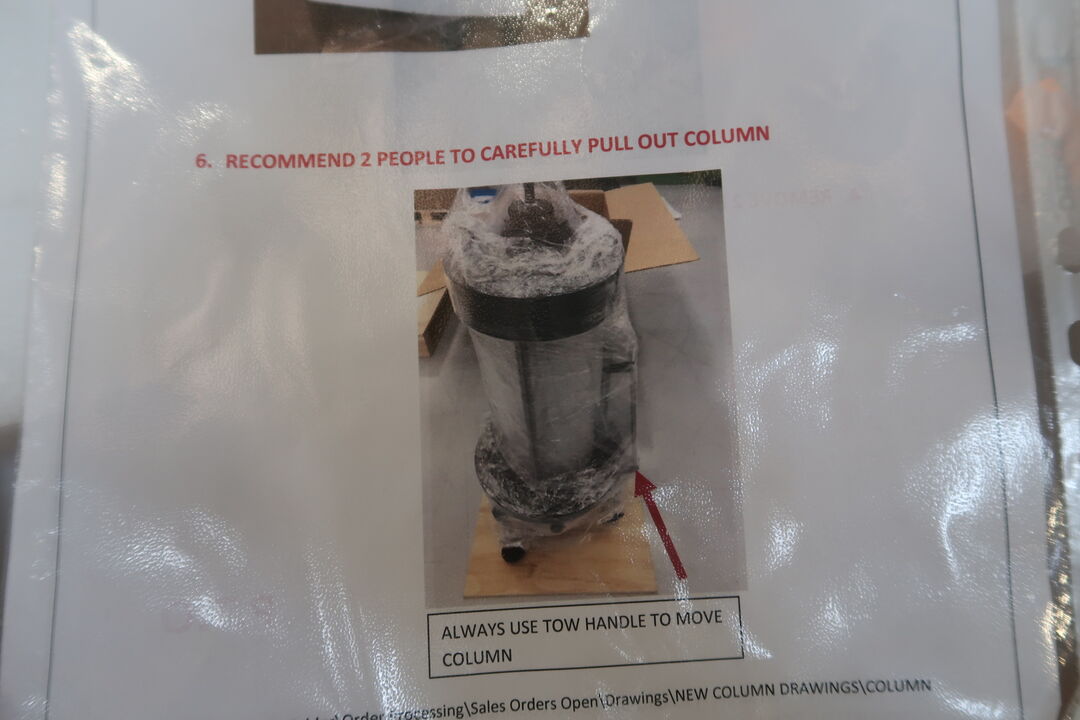 6. RECOMMEND 2 PEOPLE TO CAREFULLY PULL OUT COLUMN
ALWAYS USE TOW HANDLE TO MOVE
COLUMN
Processing\Sales Orders Open\Drawings\NEW COLUMN DRAWINGS\COLUMN